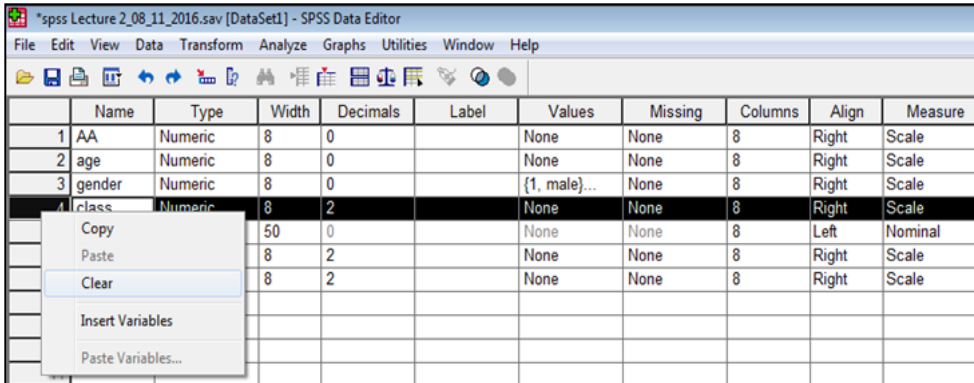 *spss Lecture 2_08_11_2016.sav [DataSet1] - SPSS Data Editor
File Edit View Data Transform Analyze Graphs Utilities Window Help
Name Type Width Decimals Label Values Missing Columns Align Measure
1 AA Numeric 8 0 None None 8 Right Scale
2 age Numeric 8 0 None None 8 Right Scale
3 gender Numeric 8 0 {1, male}... None 8 Right Scale
4 class Numeric 8 2 None None 8 Right Scale
Copy 50 0 None None 8 Left Nominal
Paste 8 2 None None 8 Right Scale
Clear 8 2 None None 8 Right Scale
Insert Variables
Paste Variables...